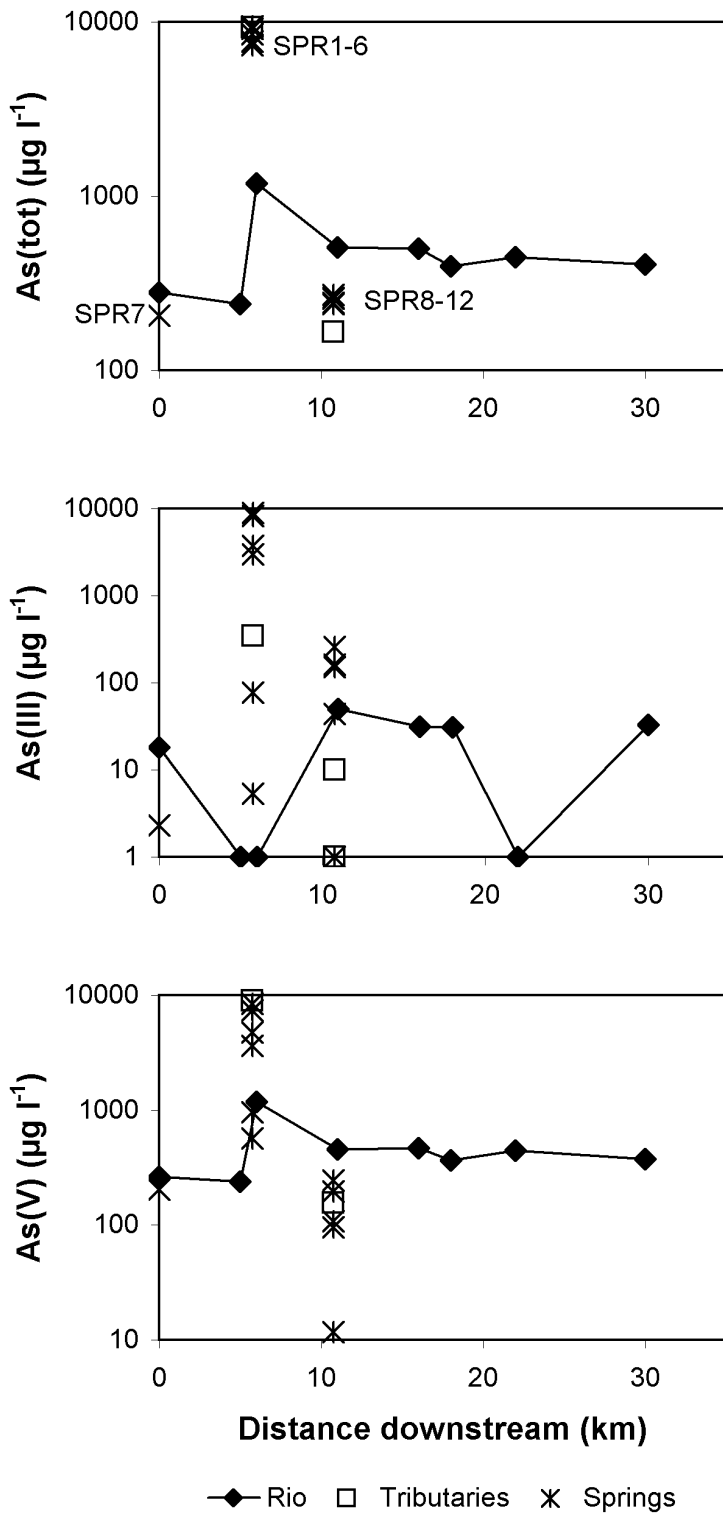 As(tot) (µg l⁻¹)
10000
1000
100
SPR1-6
SPR7
SPR8-12
0 10 20 30
As(III) (µg l⁻¹)
10000
1000
100
10
1
0 10 20 30
As(V) (µg l⁻¹)
10000
1000
100
10
0 10 20 30
Distance downstream (km)
Rio Tributaries Springs